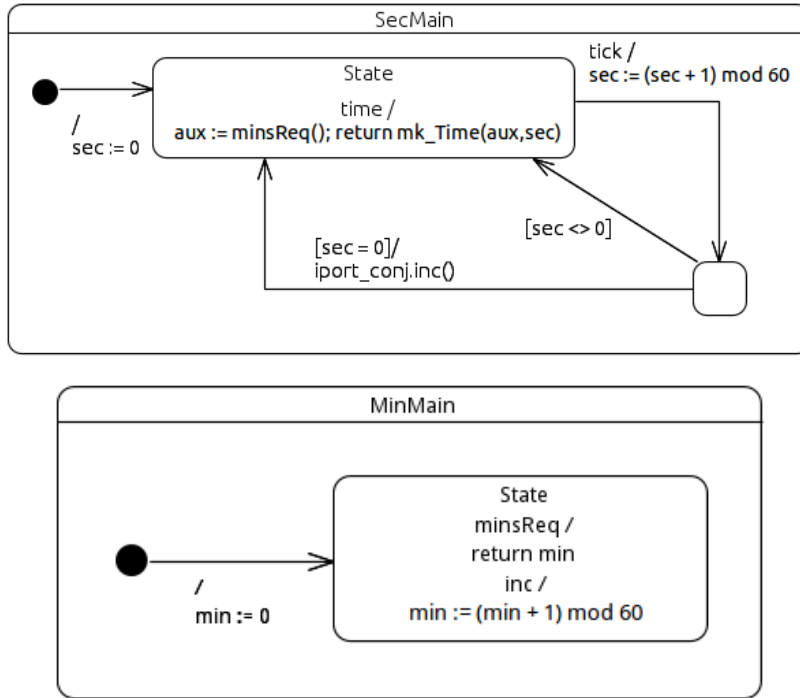 SecMain
State
time /
aux := minsReq(); return mk_Time(aux,sec)
tick /
sec := (sec + 1) mod 60
/
sec := 0
[sec <> 0]
[sec = 0]/
iport_conj.inc()
MinMain
State
minsReq /
return min
inc /
min := (min + 1) mod 60
/
min := 0